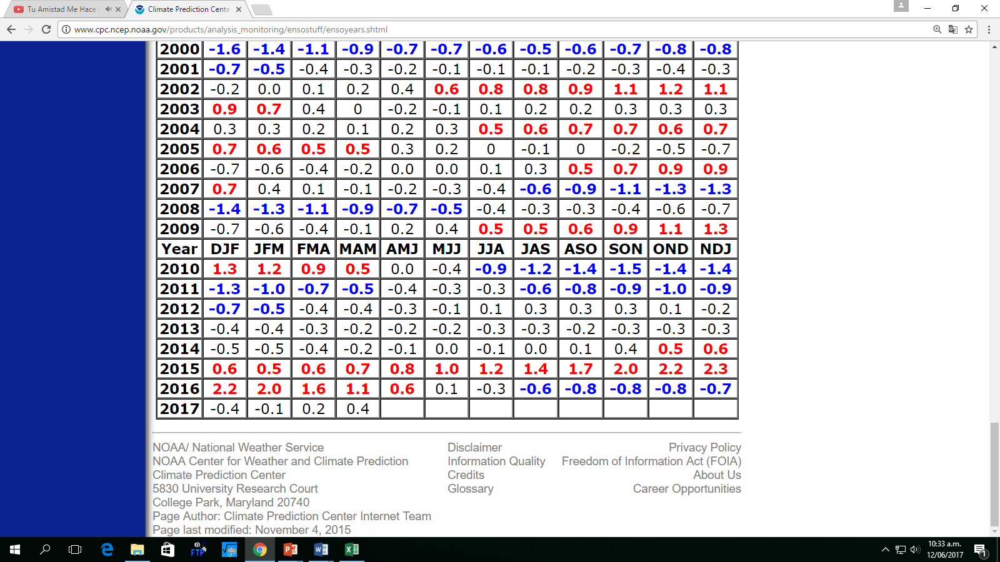 Tu Amistad Me Hace
Climate Prediction Cente
www.cpc.ncep.noaa.gov/products/analysis_monitoring/ensostuff/ensoyears.shtml
2000 -1.6 -1.4 -1.1 -0.9 -0.7 -0.7 -0.6 -0.5 -0.6 -0.7 -0.8 -0.8
2001 -0.7 -0.5 -0.4 -0.3 -0.2 -0.1 -0.1 -0.1 -0.2 -0.3 -0.4 -0.3
2002 -0.2 0.0 0.1 0.2 0.4 0.6 0.8 0.8 0.9 1.1 1.2 1.1
2003 0.9 0.7 0.4 0 -0.2 -0.1 0.1 0.2 0.2 0.3 0.3 0.3
2004 0.3 0.3 0.2 0.1 0.2 0.3 0.5 0.6 0.7 0.7 0.6 0.7
2005 0.7 0.6 0.5 0.5 0.3 0.2 0 -0.1 0 -0.2 -0.5 -0.7
2006 -0.7 -0.6 -0.4 -0.2 0.0 0.0 0.1 0.3 0.5 0.7 0.9 0.9
2007 0.7 0.4 0.1 -0.1 -0.2 -0.3 -0.4 -0.6 -0.9 -1.1 -1.3 -1.3
2008 -1.4 -1.3 -1.1 -0.9 -0.7 -0.5 -0.4 -0.3 -0.3 -0.4 -0.6 -0.7
2009 -0.7 -0.6 -0.4 -0.1 0.2 0.4 0.5 0.5 0.6 0.9 1.1 1.3
Year DJF JFM FMA MAM AMJ MJJ JJA JAS ASO SON OND NDJ
2010 1.3 1.2 0.9 0.5 0.0 -0.4 -0.9 -1.2 -1.4 -1.5 -1.4 -1.4
2011 -1.3 -1.0 -0.7 -0.5 -0.4 -0.3 -0.3 -0.6 -0.8 -0.9 -1.0 -0.9
2012 -0.7 -0.5 -0.4 -0.4 -0.3 -0.1 0.1 0.3 0.3 0.3 0.1 -0.2
2013 -0.4 -0.4 -0.3 -0.2 -0.2 -0.2 -0.3 -0.3 -0.2 -0.3 -0.3 -0.3
2014 -0.5 -0.5 -0.4 -0.2 -0.1 0.0 -0.1 0.0 0.1 0.4 0.5 0.6
2015 0.6 0.5 0.6 0.7 0.8 1.0 1.2 1.4 1.7 2.0 2.2 2.3
2016 2.2 2.0 1.6 1.1 0.6 0.1 -0.3 -0.6 -0.8 -0.8 -0.8 -0.7
2017 -0.4 -0.1 0.2 0.4
NOAA/ National Weather Service
NOAA Center for Weather and Climate Prediction
Climate Prediction Center
5830 University Research Court
College Park, Maryland 20740
Page Author: Climate Prediction Center Internet Team
Page last modified: November 4, 2015
Disclaimer
Information Quality
Credits
Glossary
Privacy Policy
Freedom of Information Act (FOIA)
About Us
Career Opportunities
FTP
10:33 a.m.
12/06/2017
1